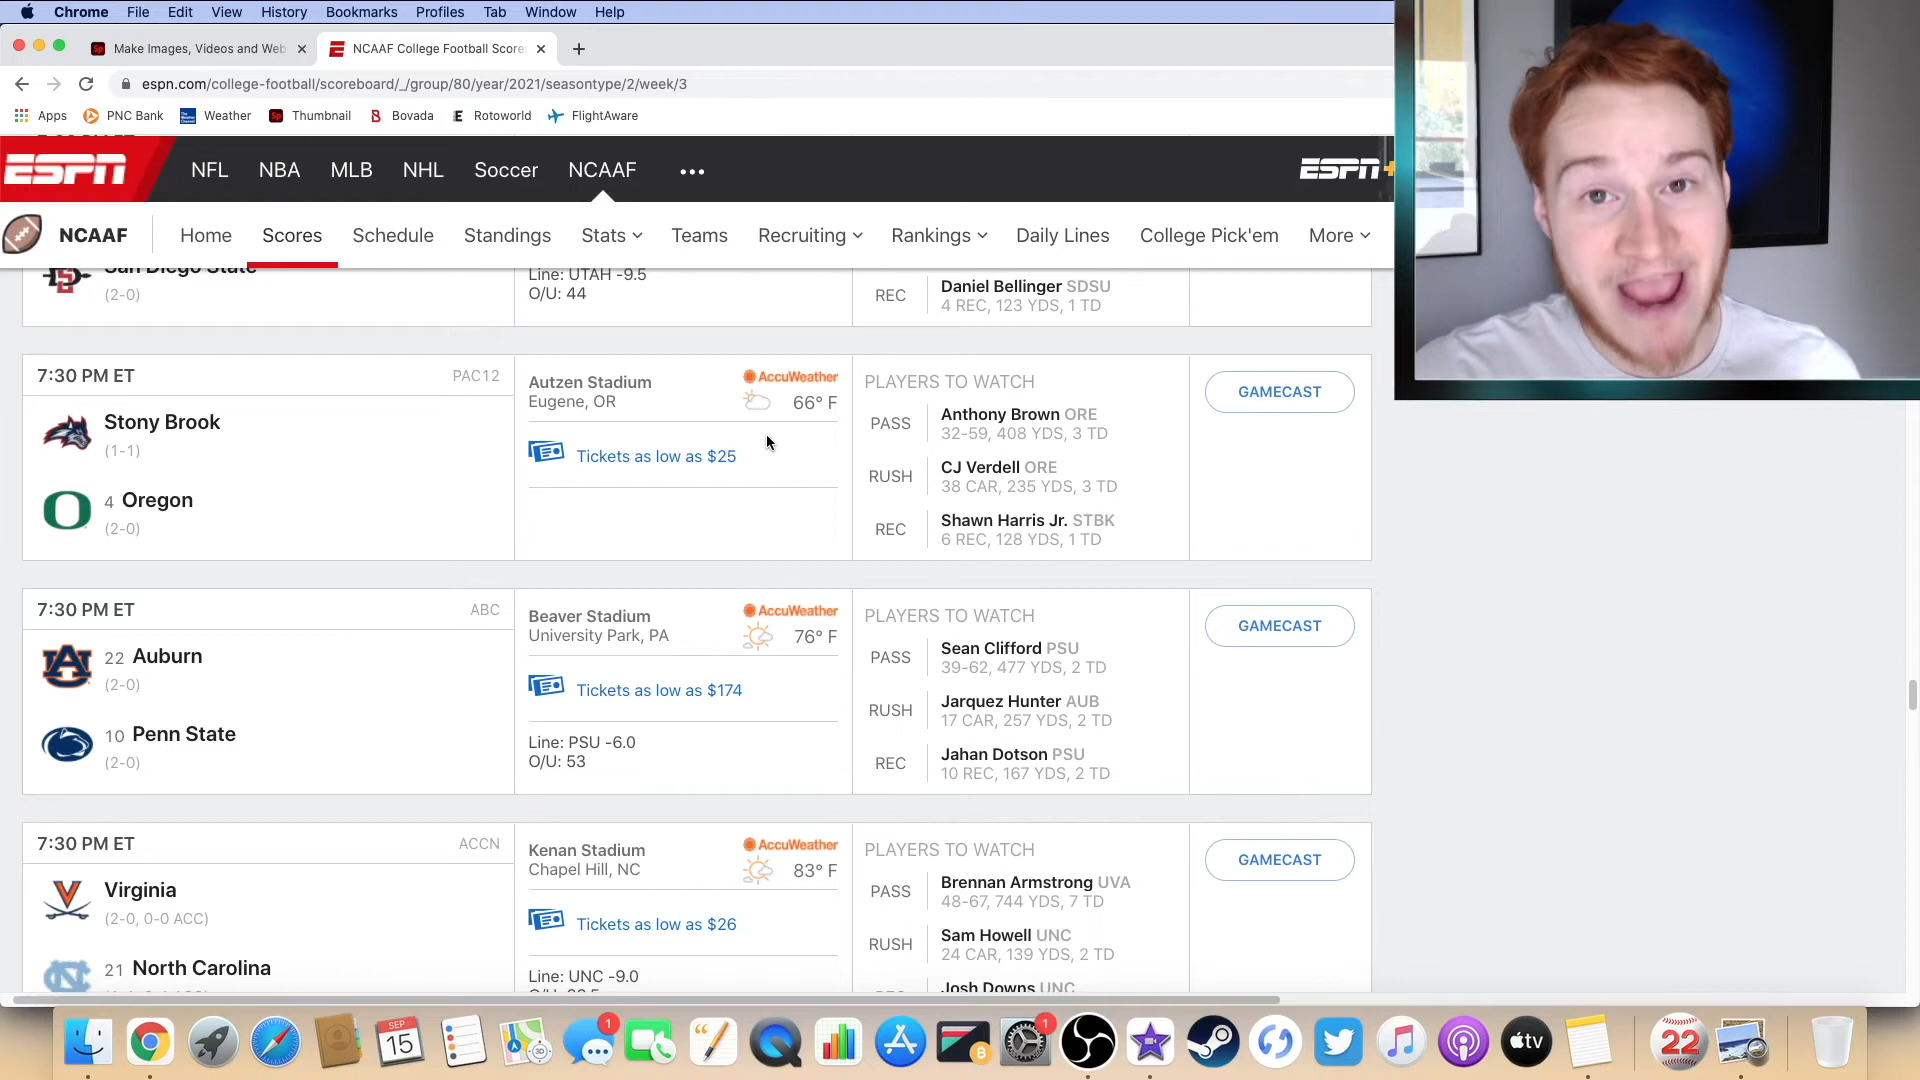 Chrome File Edit View History Bookmarks Profiles Tab Window Help
Make Images, Videos and Web
NCAAF College Football Score
espn.com/college-football/scoreboard/_/group/80/year/2021/seasontype/2/week/3
Apps PNC Bank Weather Thumbnail Bovada Rotoworld FlightAware
ESPN NFL NBA MLB NHL Soccer NCAAF ... ESPN+
NCAAF Home Scores Schedule Standings Stats Teams Recruiting Rankings Daily Lines College Pick'em More
San Diego State
(2-0)
Line: UTAH -9.5
O/U: 44
REC
Daniel Bellinger SDSU
4 REC, 123 YDS, 1 TD
7:30 PM ET PAC12
Stony Brook
(1-1)
4 Oregon
(2-0)
Autzen Stadium
Eugene, OR
AccuWeather
66° F
Tickets as low as $25
PLAYERS TO WATCH
PASS
Anthony Brown ORE
32-59, 408 YDS, 3 TD
RUSH
CJ Verdell ORE
38 CAR, 235 YDS, 3 TD
REC
Shawn Harris Jr. STBK
6 REC, 128 YDS, 1 TD
GAMECAST
7:30 PM ET ABC
22 Auburn
(2-0)
10 Penn State
(2-0)
Beaver Stadium
University Park, PA
AccuWeather
76° F
Tickets as low as $174
Line: PSU -6.0
O/U: 53
PLAYERS TO WATCH
PASS
Sean Clifford PSU
39-62, 477 YDS, 2 TD
RUSH
Jarquez Hunter AUB
17 CAR, 257 YDS, 2 TD
REC
Jahan Dotson PSU
10 REC, 167 YDS, 2 TD
GAMECAST
7:30 PM ET ACCN
Virginia
(2-0, 0-0 ACC)
21 North Carolina
Kenan Stadium
Chapel Hill, NC
AccuWeather
83° F
Tickets as low as $26
Line: UNC -9.0
PLAYERS TO WATCH
PASS
Brennan Armstrong UVA
48-67, 744 YDS, 7 TD
RUSH
Sam Howell UNC
24 CAR, 139 YDS, 2 TD
Josh Downs UNC
GAMECAST
SEP
15
1
1
tv
22